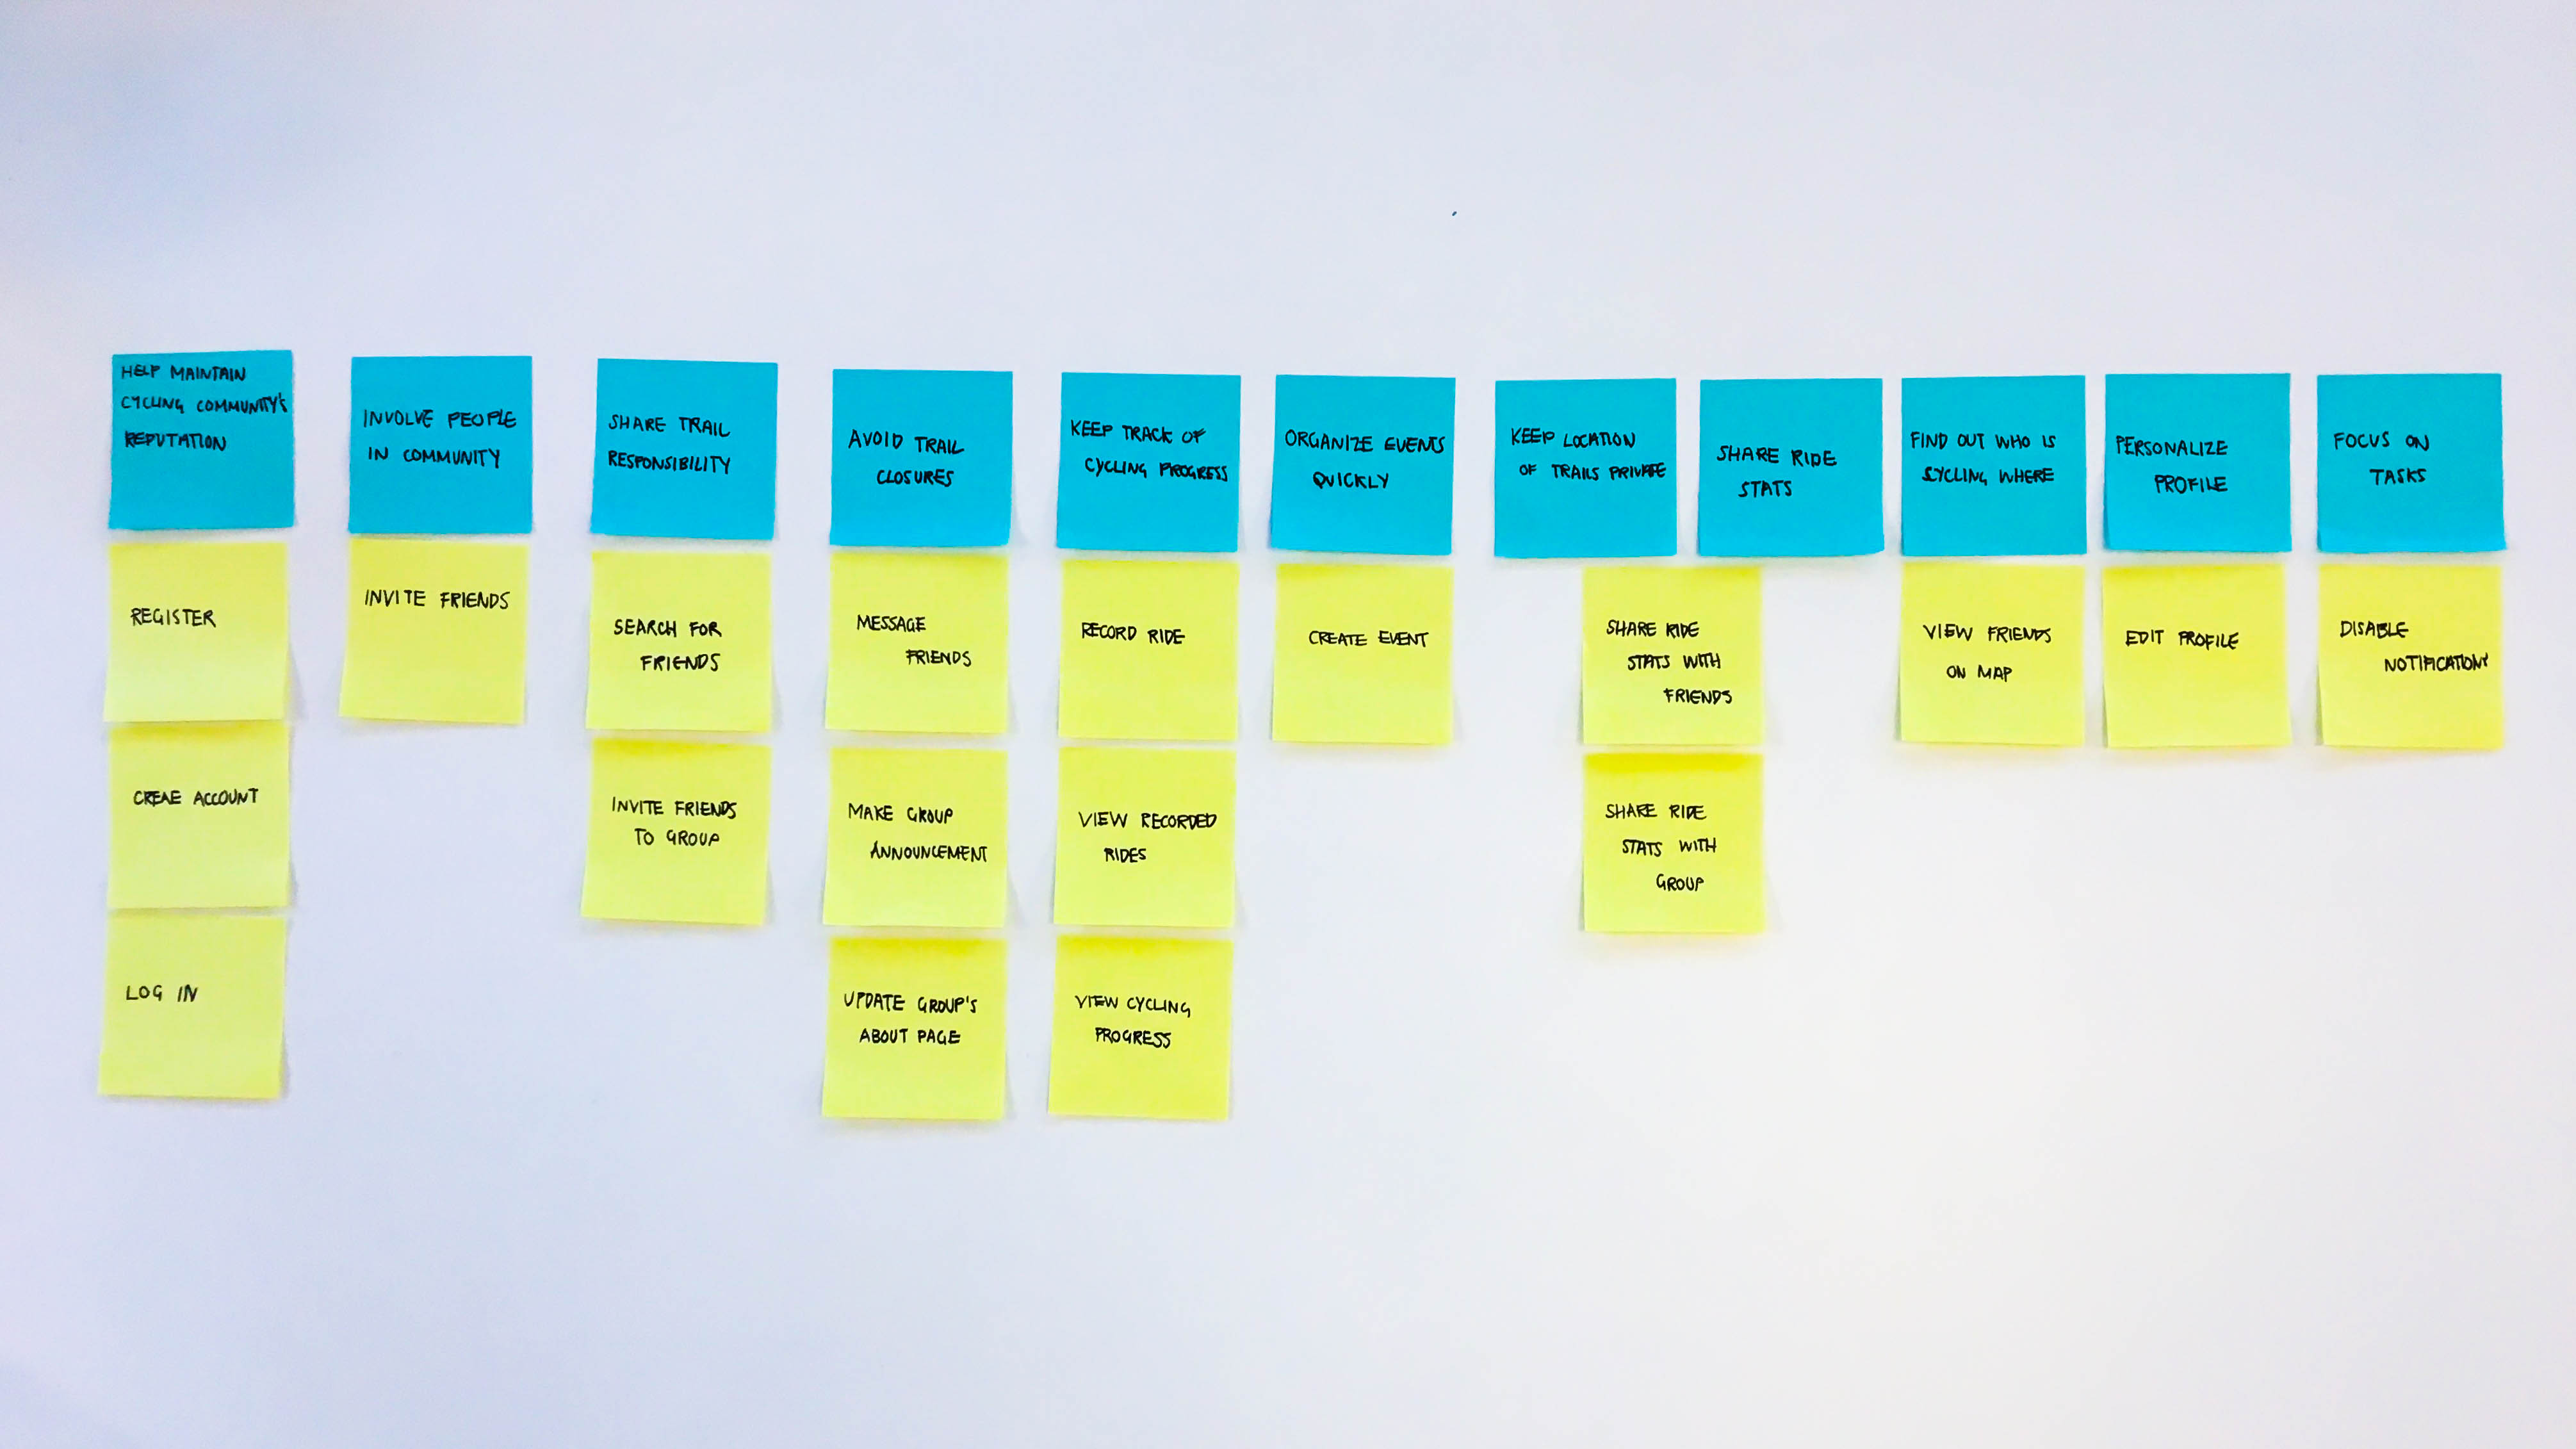 HELP MAINTAIN
CYCLING COMMUNITY'S
REPUTATION
INVOLVE PEOPLE
IN COMMUNITY
SHARE TRAIL
RESPONSIBILITY
AVOID TRAIL
CLOSURES
KEEP TRACK OF
CYCLING PROGRESS
ORGANIZE EVENTS
QUICKLY
KEEP LOCATION
OF TRAILS PRIVATE
SHARE RIDE
STATS
FIND OUT WHO IS
CYCLING WHERE
PERSONALIZE
PROFILE
FOCUS ON
TASKS
REGISTER
CREAE ACCOUNT
LOG IN
INVITE FRIENDS
SEARCH FOR
FRIENDS
INVITE FRIENDS
TO GROUP
MESSAGE
FRIENDS
MAKE GROUP
ANNOUNCEMENT
UPDATE GROUP'S
ABOUT PAGE
RECORD RIDE
VIEW RECORDED
RIDES
VIEW CYCLING
PROGRESS
CREATE EVENT
SHARE RIDE
STATS WITH
FRIENDS
SHARE RIDE
STATS WITH
GROUP
VIEW FRIENDS
ON MAP
EDIT PROFILE
DISABLE
NOTIFICATIONS